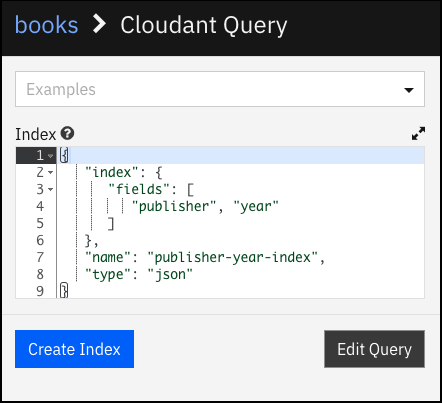 books > Cloudant Query
Examples
Index ?
1 {
2 "index": {
3 "fields": [
4 "publisher", "year"
5 ]
6 },
7 "name": "publisher-year-index",
8 "type": "json"
9 }
Create Index Edit Query